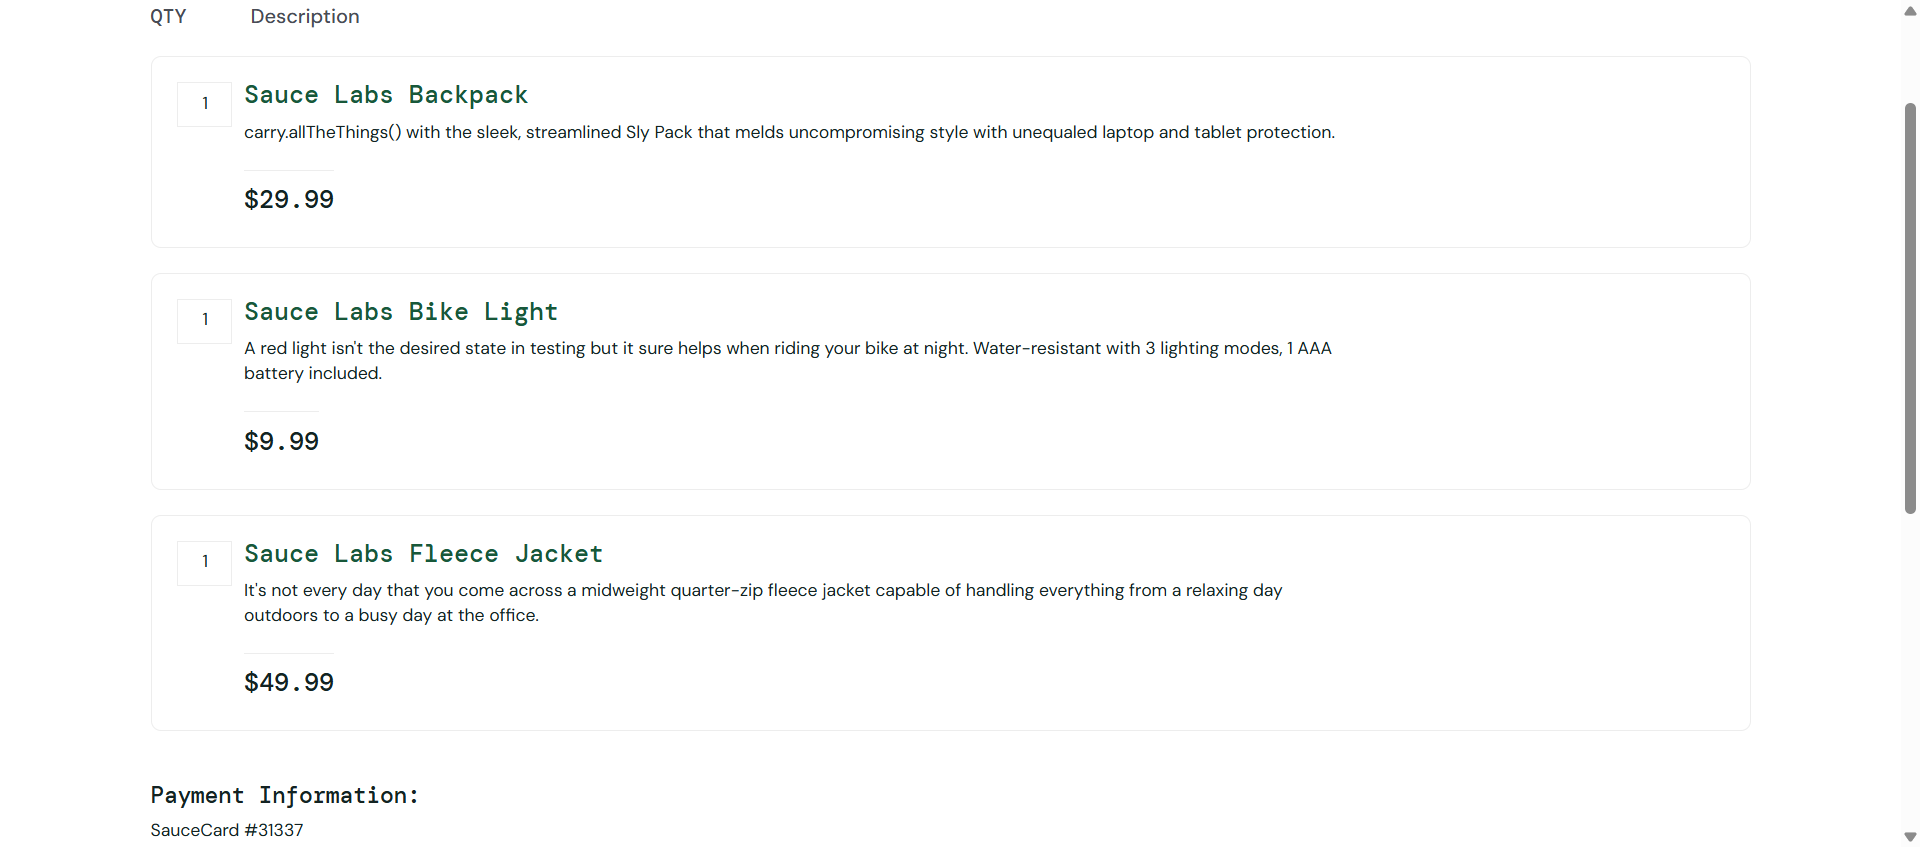 QTY Description
1 Sauce Labs Backpack
carry.allTheThings() with the sleek, streamlined Sly Pack that melds uncompromising style with unequaled laptop and tablet protection.
$29.99
1 Sauce Labs Bike Light
A red light isn't the desired state in testing but it sure helps when riding your bike at night. Water-resistant with 3 lighting modes, 1 AAA
battery included.
$9.99
1 Sauce Labs Fleece Jacket
It's not every day that you come across a midweight quarter-zip fleece jacket capable of handling everything from a relaxing day
outdoors to a busy day at the office.
$49.99
Payment Information:
SauceCard #31337